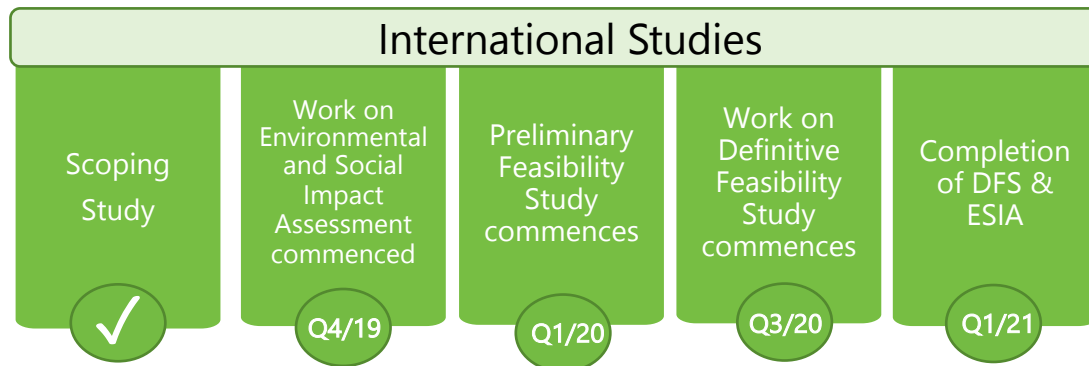 International Studies
Scoping
Study
✓
Work on
Environmental
and Social
Impact
Assessment
commenced
Q4/19
Preliminary
Feasibility
Study
commences
Q1/20
Work on
Definitive
Feasibility
Study
commences
Q3/20
Completion
of DFS &
ESIA
Q1/21